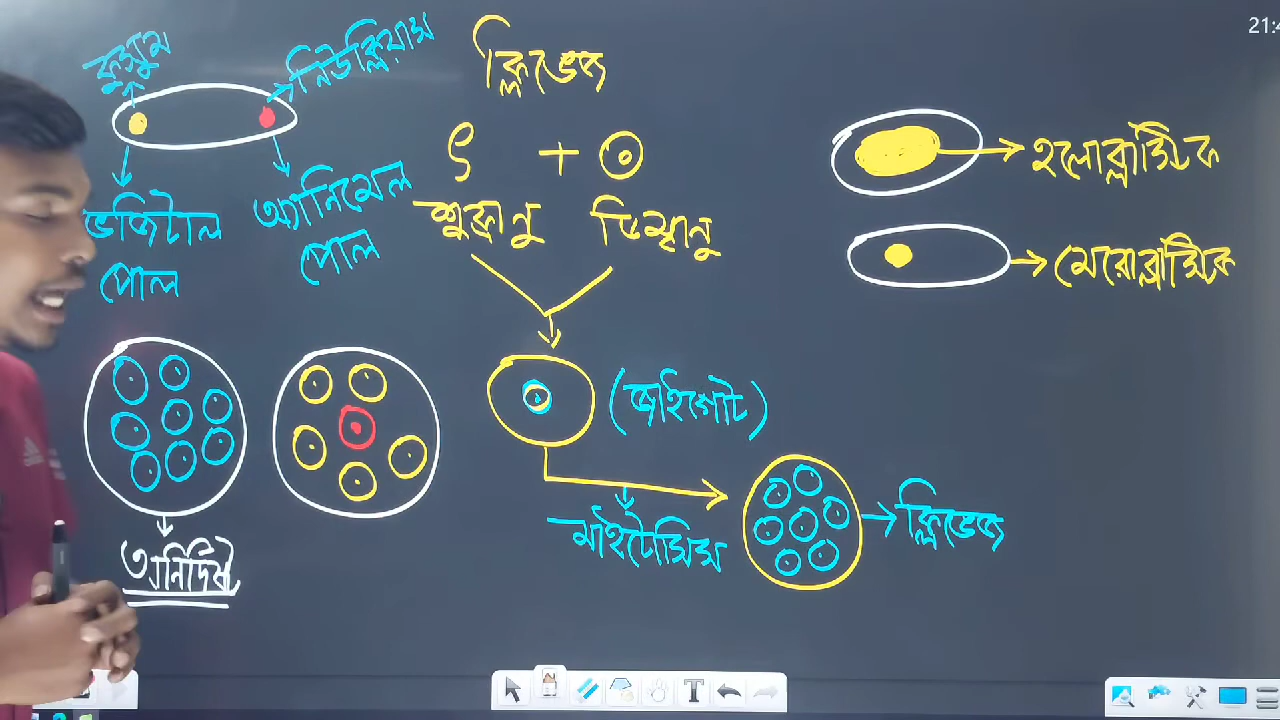 কুসুম
নিউক্লিয়াস
ক্লিভেজ
ভেজিটাল
পোল
অ্যানিমেল
পোল
+
শুক্রানু
ডিম্বানু
হলোব্লাস্টিক
মেরোব্লাস্টিক
(জাইগোট)
মাইটোসিস
ক্লিভেজ
অনির্দিষ্ট
T